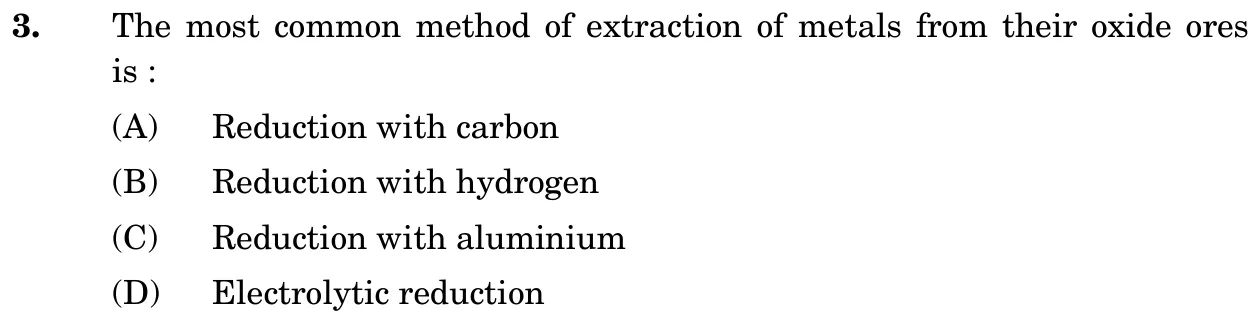 3. The most common method of extraction of metals from their oxide ores
is :
(A) Reduction with carbon
(B) Reduction with hydrogen
(C) Reduction with aluminium
(D) Electrolytic reduction